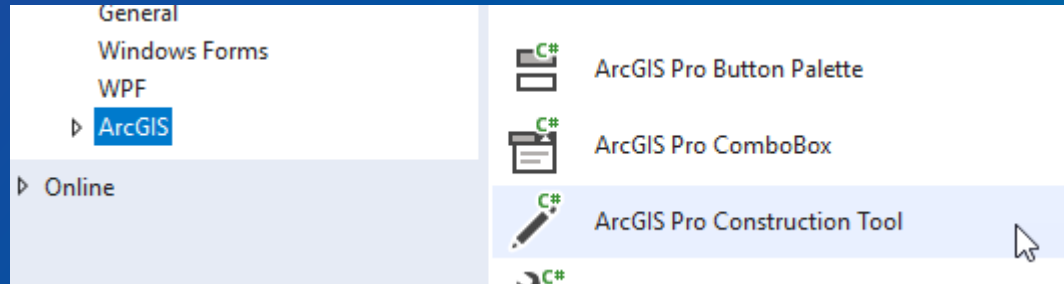 General
Windows Forms
WPF
ArcGIS
Online
C#
ArcGIS Pro Button Palette
C#
ArcGIS Pro ComboBox
C#
ArcGIS Pro Construction Tool
C#